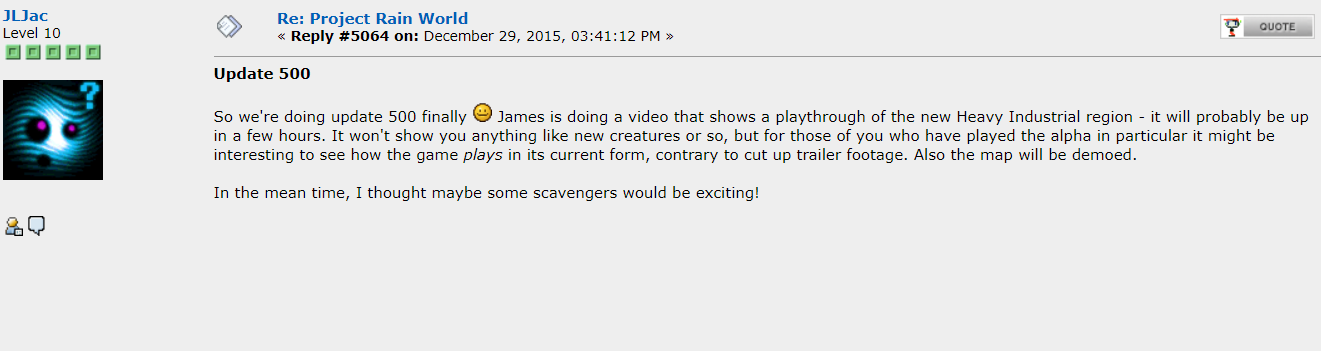 JLJac
Level 10
Re: Project Rain World
« Reply #5064 on: December 29, 2015, 03:41:12 PM »
QUOTE
Update 500
So we're doing update 500 finally James is doing a video that shows a playthrough of the new Heavy Industrial region - it will probably be up
in a few hours. It won't show you anything like new creatures or so, but for those of you who have played the alpha in particular it might be
interesting to see how the game plays in its current form, contrary to cut up trailer footage. Also the map will be demoed.
In the mean time, I thought maybe some scavengers would be exciting!